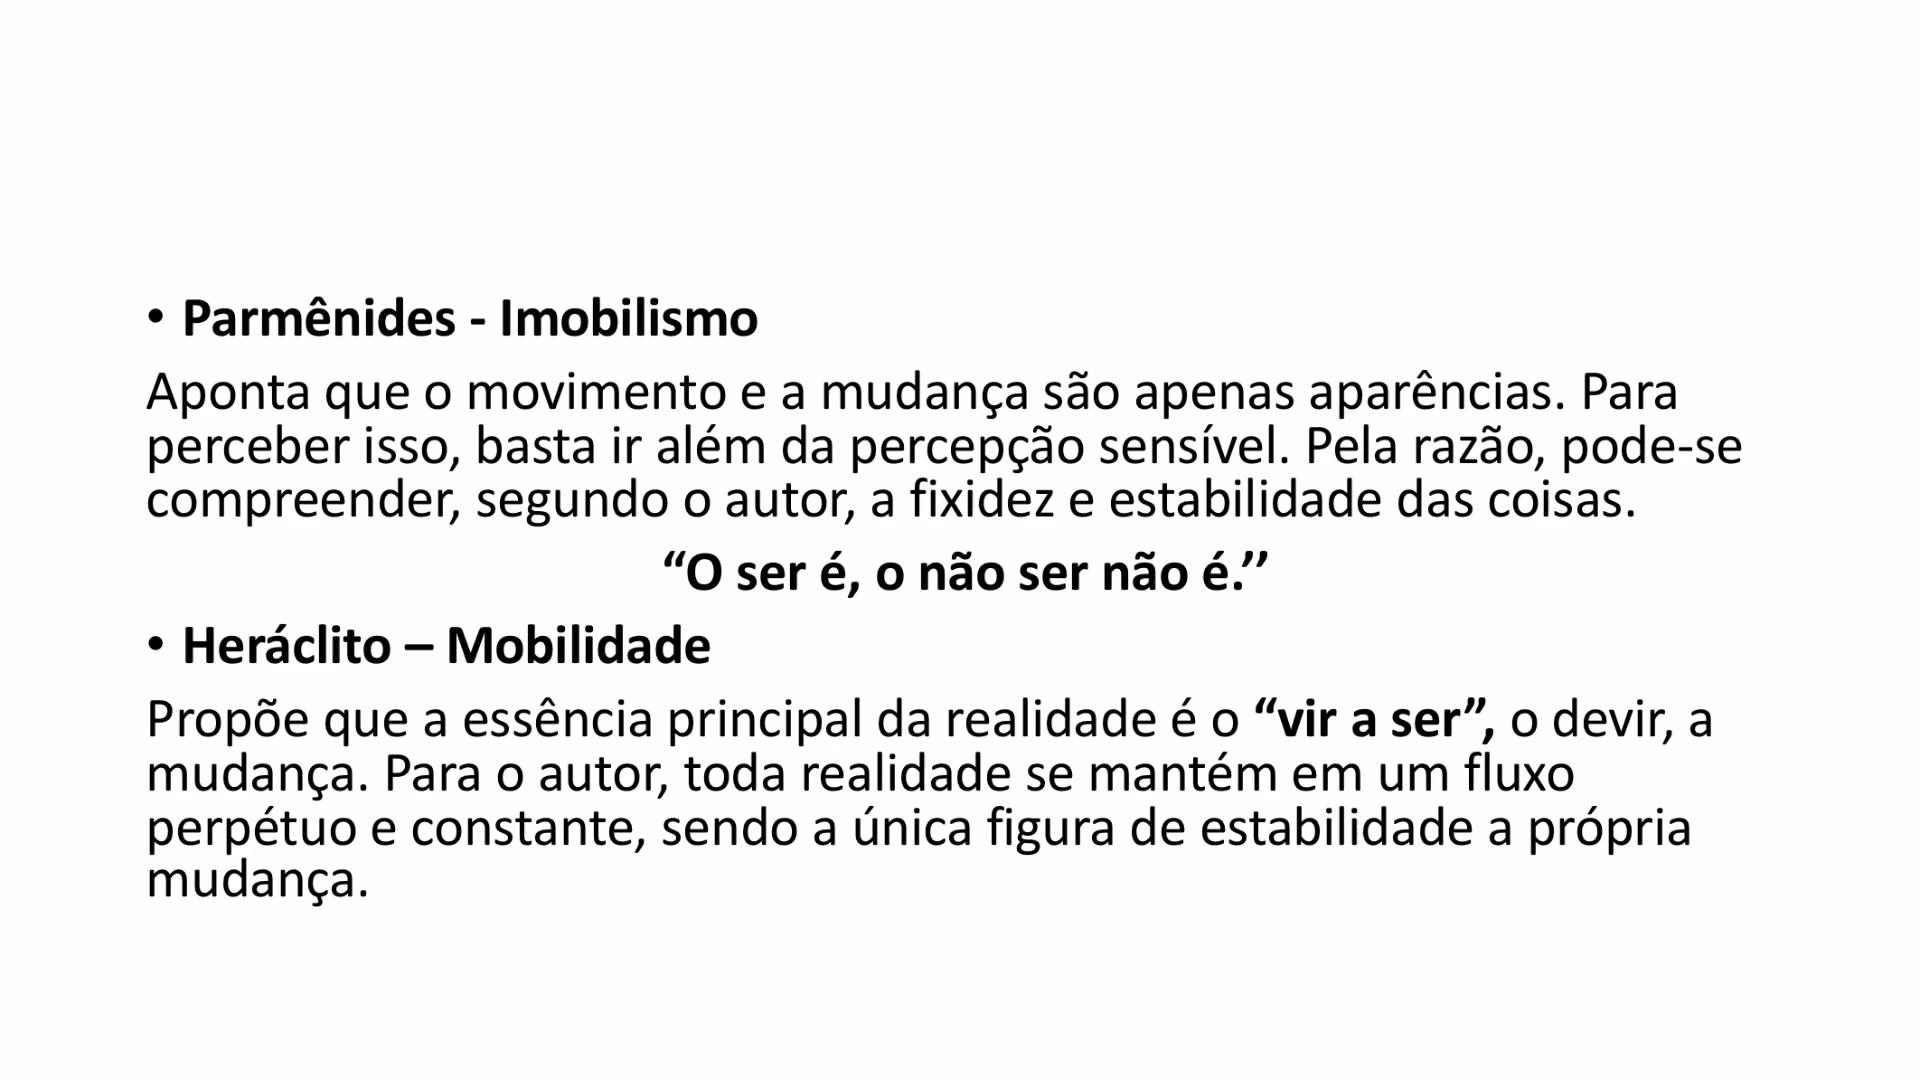 • Parmênides - Imobilismo
Aponta que o movimento e a mudança são apenas aparências. Para
perceber isso, basta ir além da percepção sensível. Pela razão, pode-se
compreender, segundo o autor, a fixidez e estabilidade das coisas.
“O ser é, o não ser não é.’’
• Heráclito – Mobilidade
Propõe que a essência principal da realidade é o “vir a ser”, o devir, a
mudança. Para o autor, toda realidade se mantém em um fluxo
perpétuo e constante, sendo a única figura de estabilidade a própria
mudança.